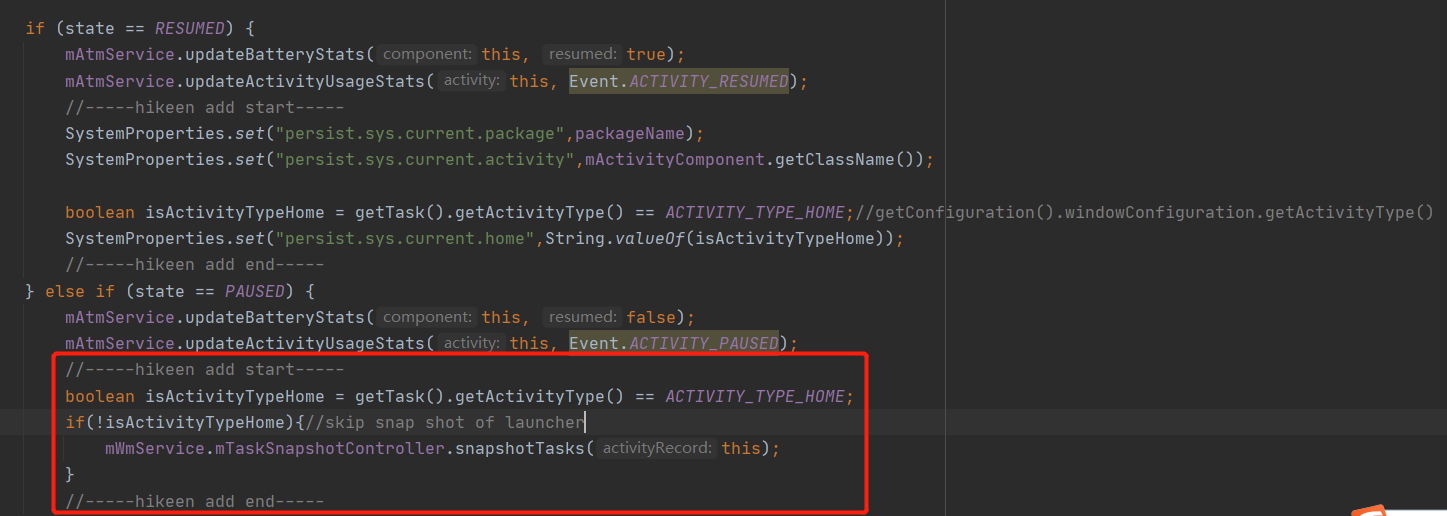 if (state == RESUMED) {
mAtmService.updateBatteryStats( component: this, resumed: true);
mAtmService.updateActivityUsageStats( activity: this, Event.ACTIVITY_RESUMED);
//-----hikeen add start-----
SystemProperties.set("persist.sys.current.package",packageName);
SystemProperties.set("persist.sys.current.activity",mActivityComponent.getClassName());
boolean isActivityTypeHome = getTask().getActivityType() == ACTIVITY_TYPE_HOME;//getConfiguration().windowConfiguration.getActivityType()
SystemProperties.set("persist.sys.current.home",String.valueOf(isActivityTypeHome));
//-----hikeen add end-----
} else if (state == PAUSED) {
mAtmService.updateBatteryStats( component: this, resumed: false);
mAtmService.updateActivityUsageStats( activity: this, Event.ACTIVITY_PAUSED);
//-----hikeen add start-----
boolean isActivityTypeHome = getTask().getActivityType() == ACTIVITY_TYPE_HOME;
if(!isActivityTypeHome){//skip snap shot of launcher
mWmService.mTaskSnapshotController.snapshotTasks( activityRecord: this);
}
//-----hikeen add end-----